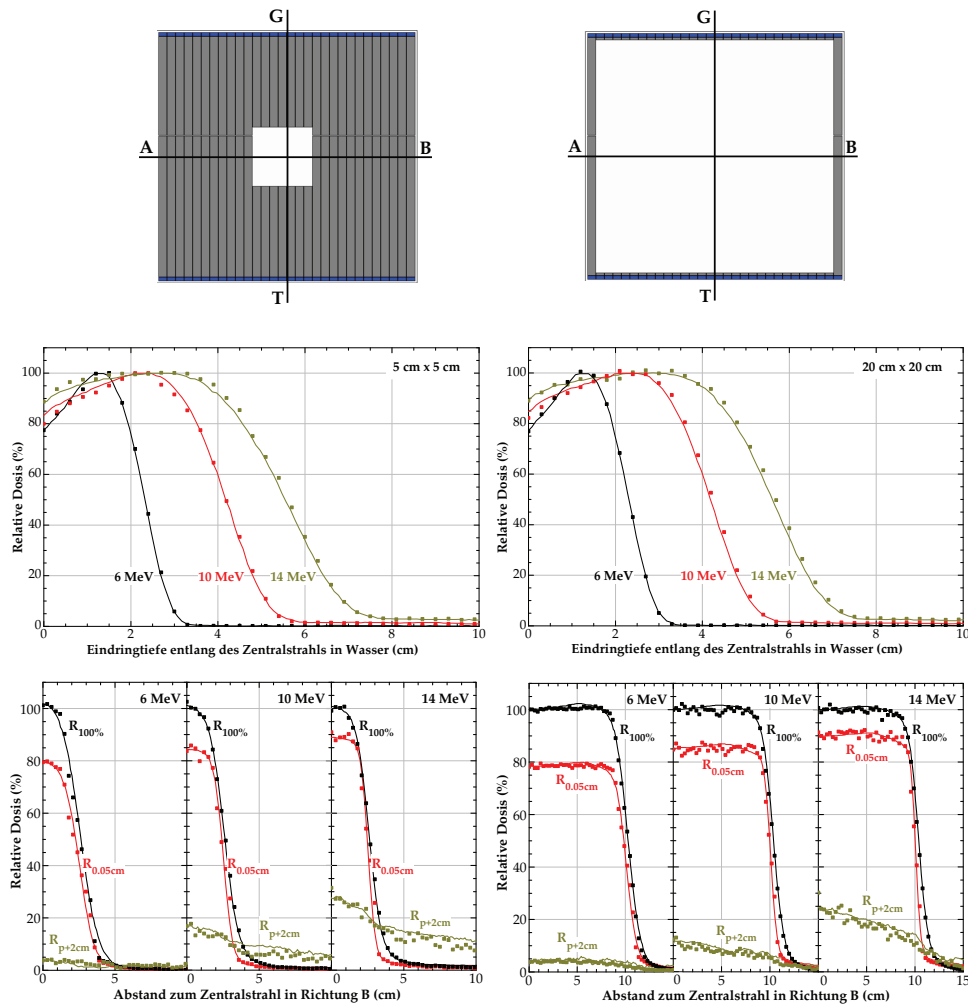 G
A
B
T
G
A
B
T
Relative Dosis (%)
100
80
60
40
20
0
5 cm x 5 cm
6 MeV
10 MeV
14 MeV
0
2
4
6
8
10
Eindringtiefe entlang des Zentralstrahls in Wasser (cm)
Relative Dosis (%)
100
80
60
40
20
0
20 cm x 20 cm
6 MeV
10 MeV
14 MeV
0
2
4
6
8
10
Eindringtiefe entlang des Zentralstrahls in Wasser (cm)
Relative Dosis (%)
100
80
60
40
20
0
6 MeV
R100%
R0.05cm
Rp+2cm
10 MeV
R100%
R0.05cm
Rp+2cm
14 MeV
R100%
R0.05cm
Rp+2cm
0
5
0
5
0
5
10
Abstand zum Zentralstrahl in Richtung B (cm)
Relative Dosis (%)
100
80
60
40
20
0
6 MeV
R100%
R0.05cm
Rp+2cm
10 MeV
R100%
R0.05cm
Rp+2cm
14 MeV
R100%
R0.05cm
Rp+2cm
0
5
10
0
5
10
0
5
10
15
Abstand zum Zentralstrahl in Richtung B (cm)